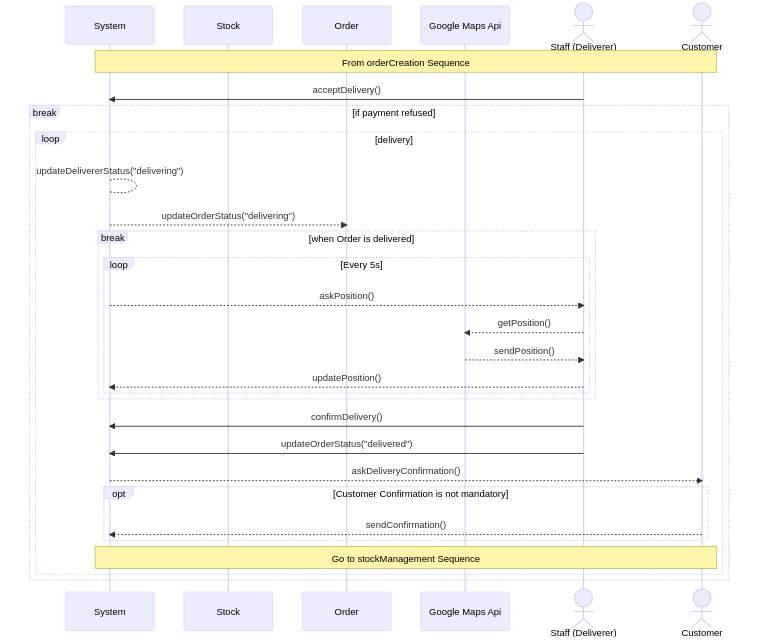 System
Stock
Order
Google Maps Api
Staff (Deliverer)
Customer
From orderCreation Sequence
acceptDelivery()
break
[if payment refused]
loop
[delivery]
updateDelivererStatus("delivering")
updateOrderStatus("delivering")
break
[when Order is delivered]
loop
[Every 5s]
askPosition()
getPosition()
sendPosition()
updatePosition()
confirmDelivery()
updateOrderStatus("delivered")
askDeliveryConfirmation()
opt
[Customer Confirmation is not mandatory]
sendConfirmation()
Go to stockManagement Sequence
System
Stock
Order
Google Maps Api
Staff (Deliverer)
Customer